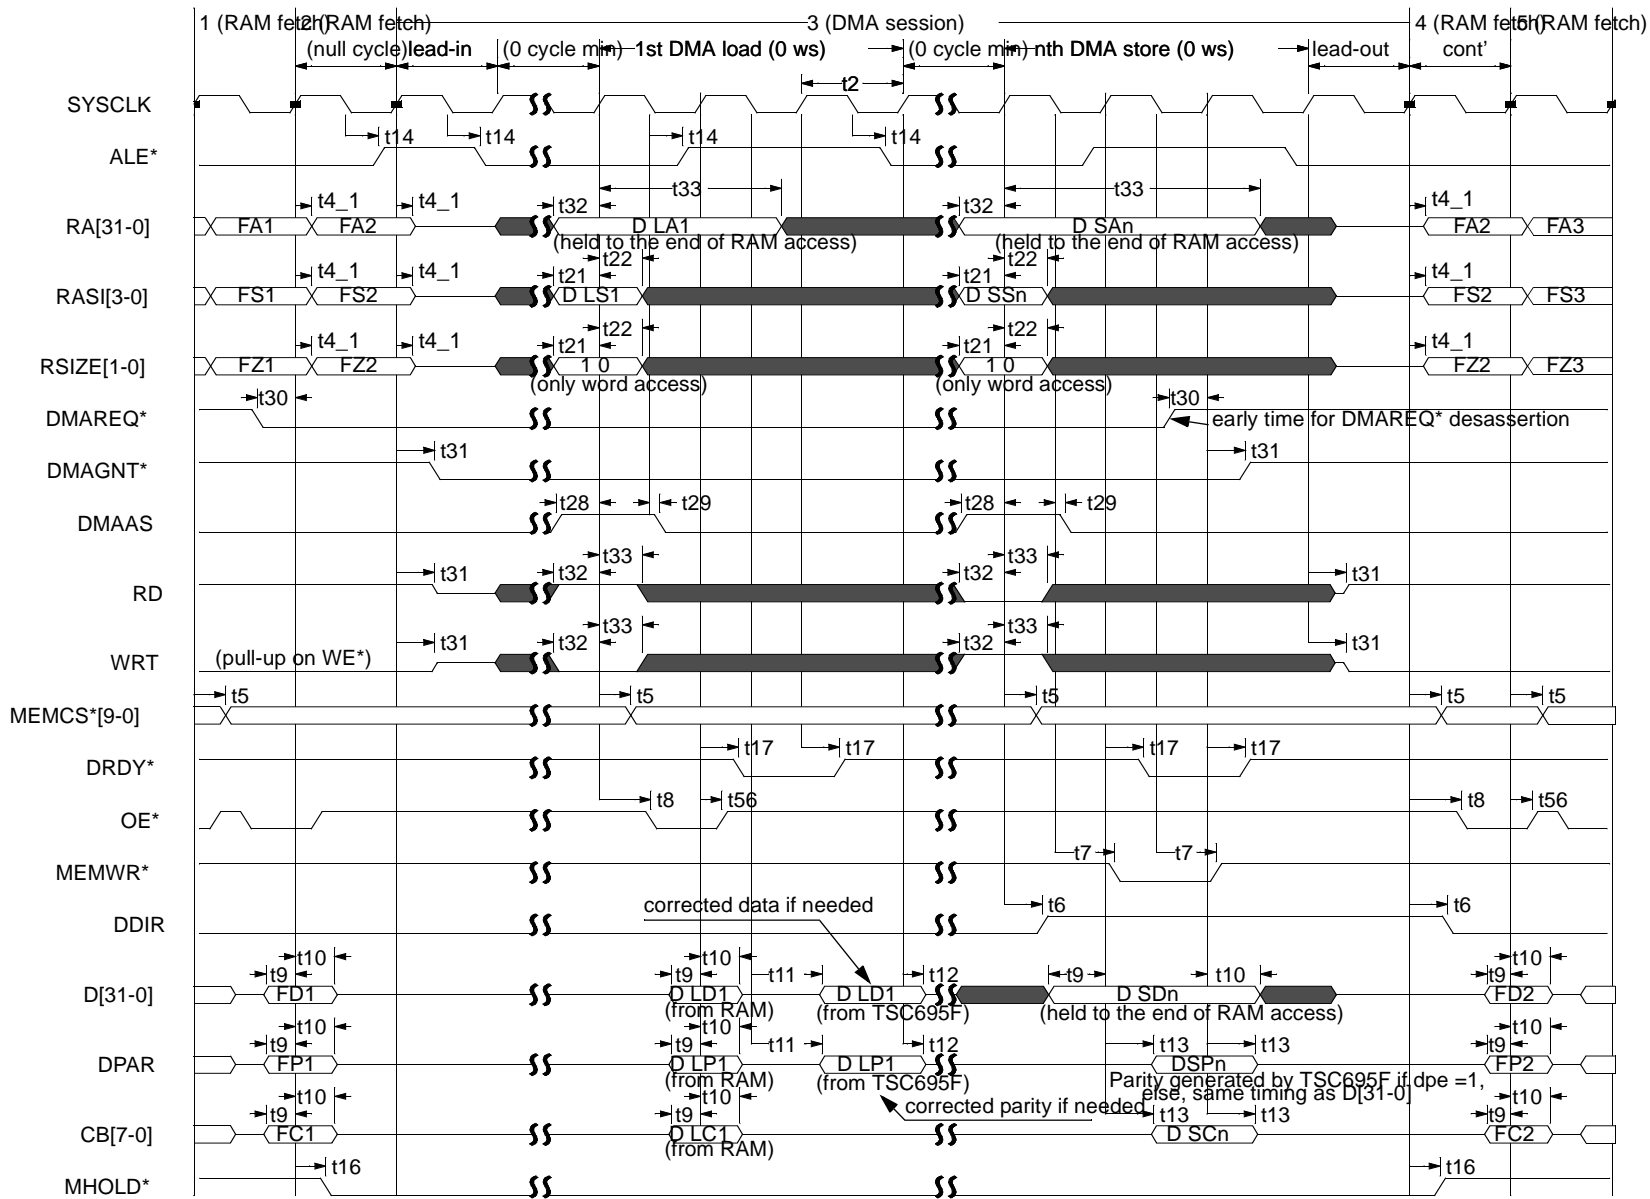 1 (RAM fetch) 2 (RAM fetch) 3 (DMA session) 4 (RAM fetch) 5 (RAM fetch)
(null cycle) lead-in (0 cycle min) 1st DMA load (0 ws) (0 cycle min) nth DMA store (0 ws) lead-out cont’
t2
SYSCLK
t14 t14 t14 t14
ALE*
t33 t33
t4_1 t4_1 t32 t32 t4_1
RA[31-0] FA1 FA2 D LA1 D SAn FA2 FA3
(held to the end of RAM access) (held to the end of RAM access)
t22 t22
t4_1 t4_1 t21 t21 t4_1
RASI[3-0] FS1 FS2 D LS1 D SSn FS2 FS3
t22 t22
t4_1 t4_1 t21 t21 t4_1
RSIZE[1-0] FZ1 FZ2 1 0 1 0 FZ2 FZ3
(only word access) (only word access)
t30 t30
DMAREQ* early time for DMAREQ* desassertion
t31 t31
DMAGNT*
t28 t29 t28 t29
DMAAS
t33 t33
t31 t32 t32 t31
RD
t33 t33
t31 t32 t32 t31
WRT (pull-up on WE*)
t5 t5 t5 t5 t5
MEMCS*[9-0]
t17 t17 t17 t17
DRDY*
t8 t56 t8 t56
OE*
t7 t7
MEMWR*
corrected data if needed t6 t6
DDIR
t10 t10 t10
t9 t9 t11 t12 t9 t10 t9
D[31-0] FD1 D LD1 D LD1 D SDn FD2
(from RAM) (from TSC695F) (held to the end of RAM access)
t10 t10 t10
t9 t9 t11 t12 t13 t13 t9
DPAR FP1 D LP1 D LP1 DSPn FP2
(from RAM) (from TSC695F) Parity generated by TSC695F if dpe =1,
else, same timing as D[31-0]
t10 t10 corrected parity if needed t10
t9 t9 t13 t13 t9
CB[7-0] FC1 D LC1 D SCn FC2
(from RAM)
t16 t16
MHOLD*